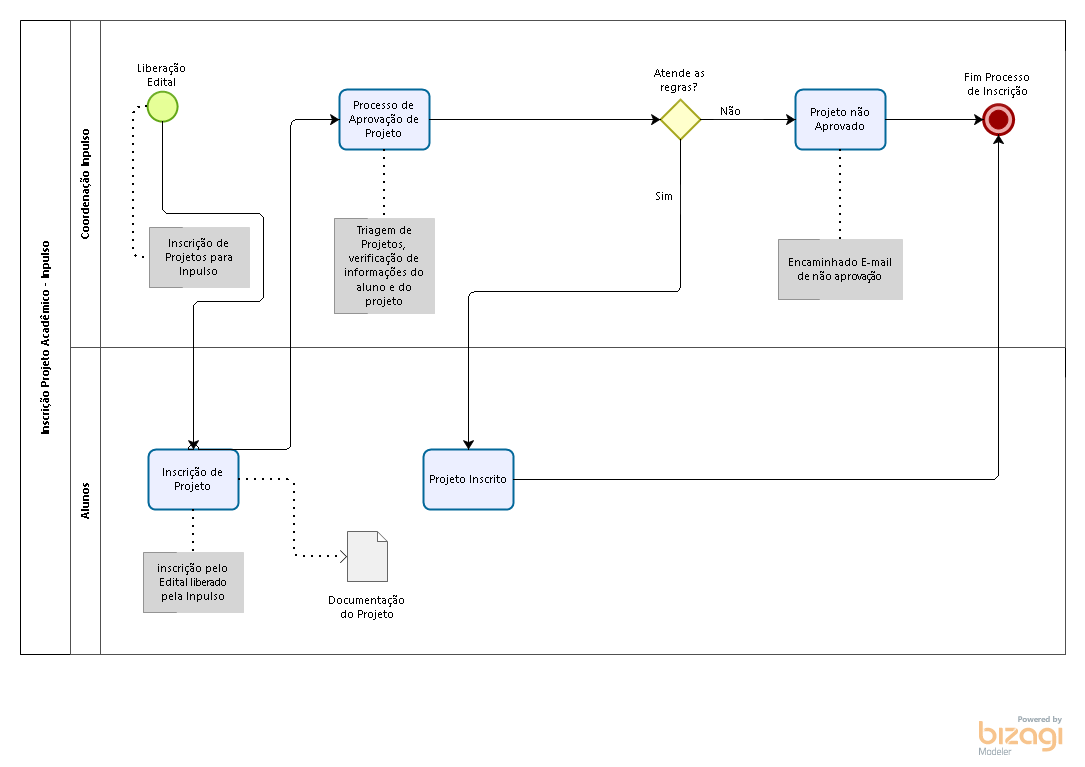 Inscrição Projeto Acadêmico - Inpulso
Coordenação Inpulso
Liberação
Edital
Inscrição de
Projetos para
Inpulso
Processo de
Aprovação de
Projeto
Triagem de
Projetos,
verificação de
informações do
aluno e do
projeto
Atende as
regras?
Não
Sim
Projeto não
Aprovado
Encaminhado E-mail
de não aprovação
Fim Processo
de Inscrição
Alunos
Inscrição de
Projeto
inscrição pelo
Edital liberado
pela Inpulso
Documentação
do Projeto
Projeto Inscrito
Powered by
bizagi
Modeler